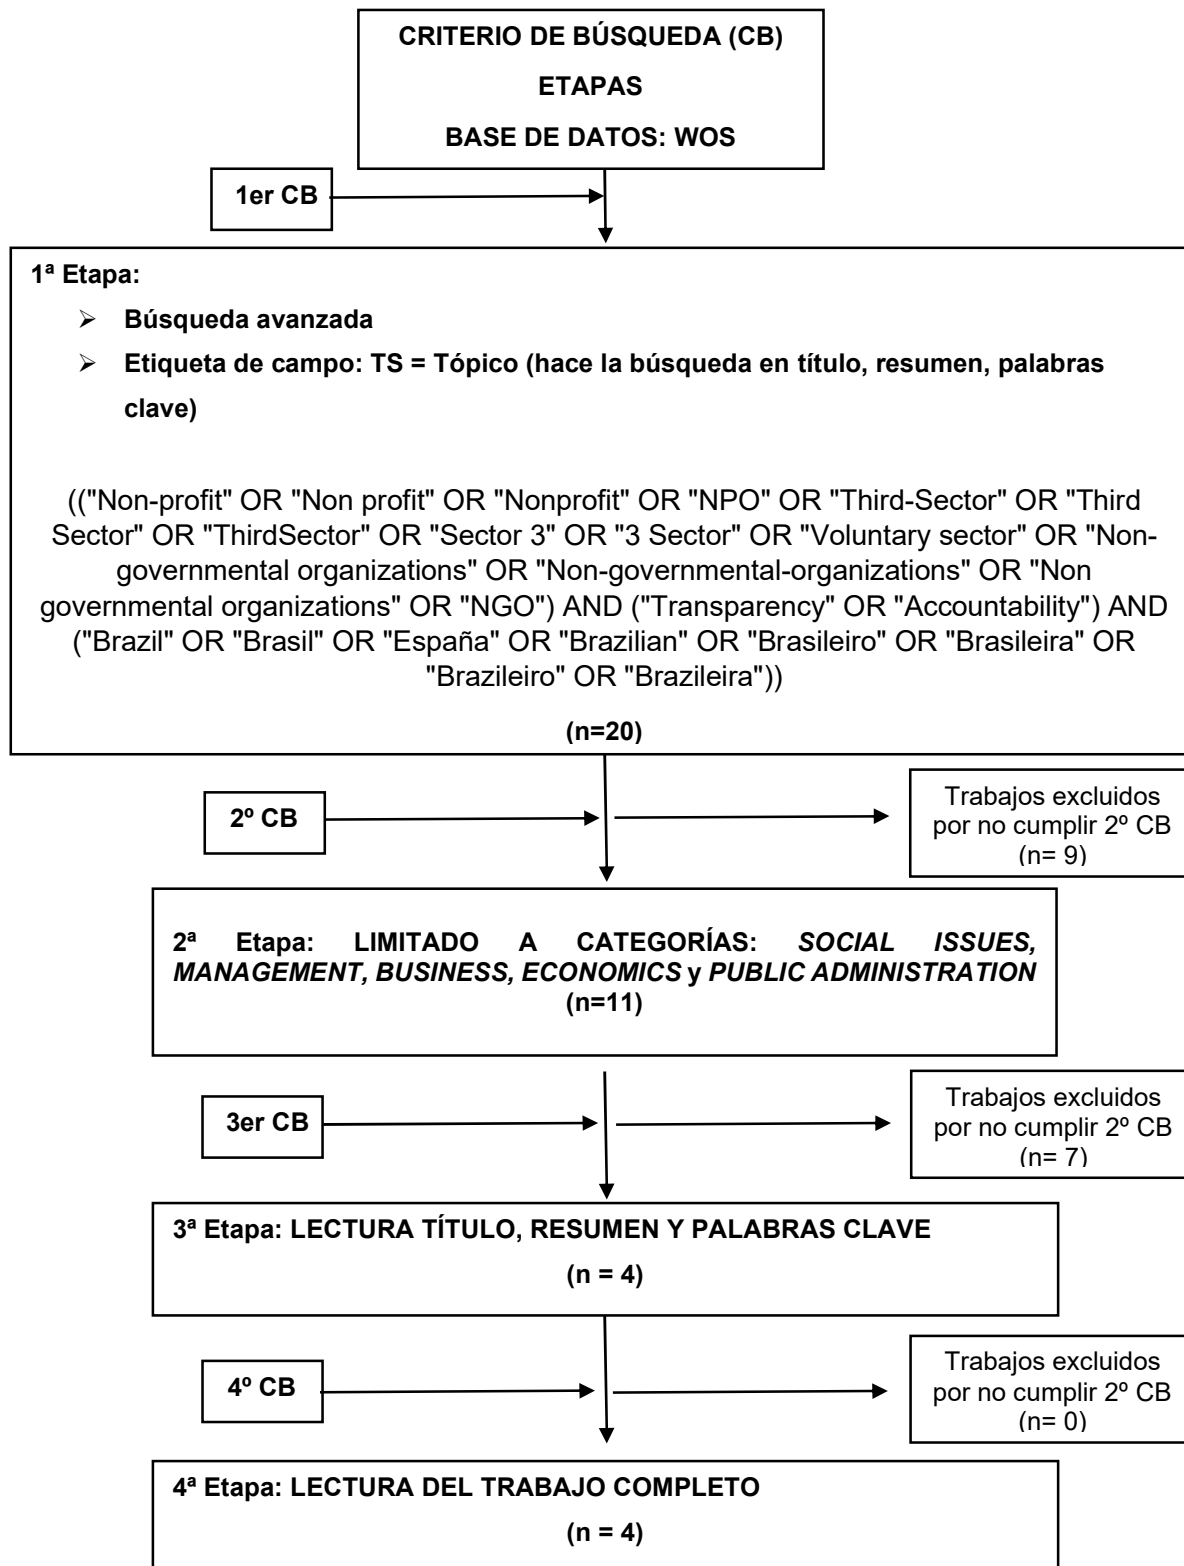 CRITERIO DE BÚSQUEDA (CB)
ETAPAS
BASE DE DATOS: WOS
1er CB
1ª Etapa:
➢ Búsqueda avanzada
➢ Etiqueta de campo: TS = Tópico (hace la búsqueda en título, resumen, palabras
clave)
(("Non-profit" OR "Non profit" OR "Nonprofit" OR "NPO" OR "Third-Sector" OR "Third
Sector" OR "ThirdSector" OR "Sector 3" OR "3 Sector" OR "Voluntary sector" OR "Non-
governmental organizations" OR "Non-governmental-organizations" OR "Non
governmental organizations" OR "NGO") AND ("Transparency" OR "Accountability") AND
("Brazil" OR "Brasil" OR "España" OR "Brazilian" OR "Brasileiro" OR "Brasileira" OR
"Brazileiro" OR "Brazileira"))
(n=20)
2º CB
Trabajos excluidos
por no cumplir 2º CB
(n= 9)
2ª Etapa: LIMITADO A CATEGORÍAS: SOCIAL ISSUES,
MANAGEMENT, BUSINESS, ECONOMICS y PUBLIC ADMINISTRATION
(n=11)
3er CB
Trabajos excluidos
por no cumplir 2º CB
(n= 7)
3ª Etapa: LECTURA TÍTULO, RESUMEN Y PALABRAS CLAVE
(n = 4)
4º CB
Trabajos excluidos
por no cumplir 2º CB
(n= 0)
4ª Etapa: LECTURA DEL TRABAJO COMPLETO
(n = 4)